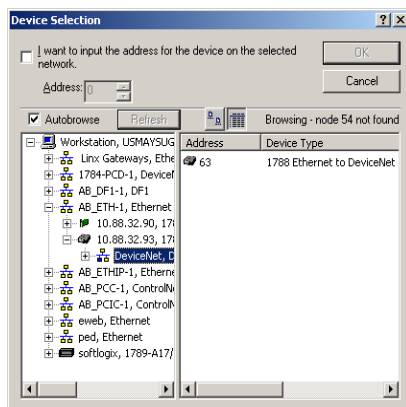 Device Selection
I want to input the address for the device on the selected
network.
OK
Address: 0
Cancel
Autobrowse
Refresh
Browsing - node 54 not found
Workstation, USMAYSUG
Linx Gateways, Ethe
1784-PCD-1, DeviceN
AB_DF1-1, DF1
AB_ETH-1, Ethernet
10.88.32.90, 178
10.88.32.93, 178
DeviceNet, D
AB_ETHIP-1, Etherne
AB_PCC-1, ControlN
AB_PCIC-1, ControlN
eweb, Ethernet
ped, Ethernet
softlogix, 1789-A17/
Address
Device Type
63
1788 Ethernet to DeviceNet